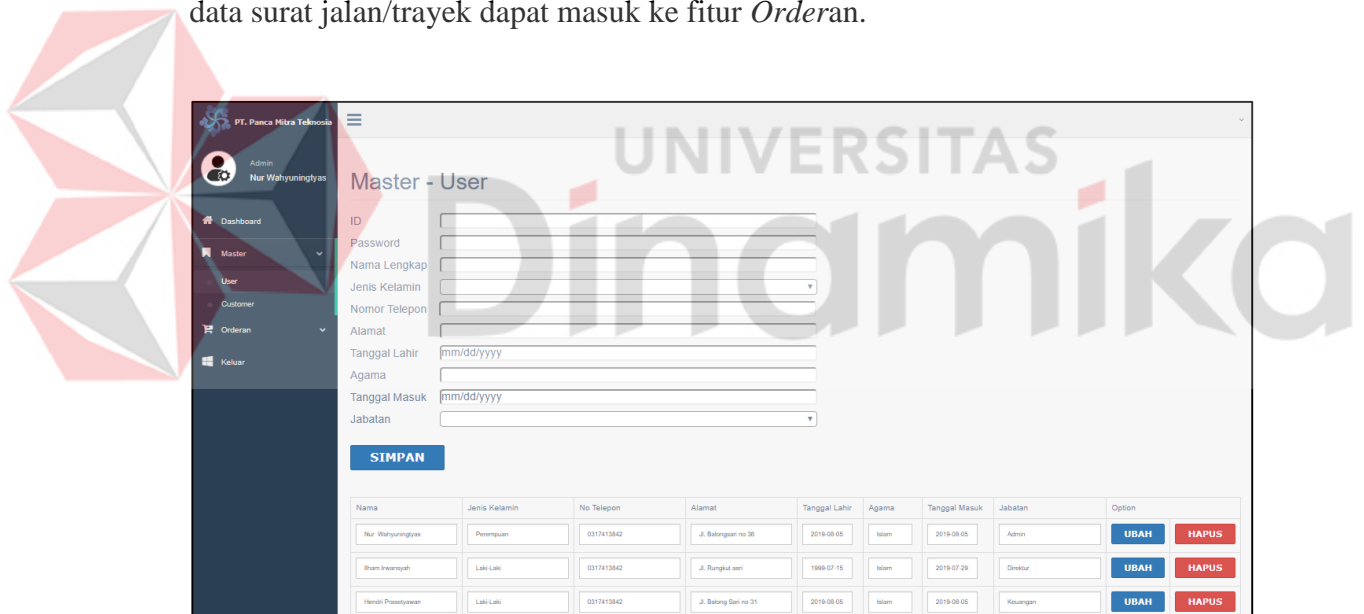 data surat jalan/trayek dapat masuk ke fitur Orderan.
UNIVERSITAS
Dinamika
PT. Panca Mitra Teknosia
Admin
Nur Wahyuningtyas
Dashboard
Master
User
Customer
Orderan
Keluar
Master - User
ID
Password
Nama Lengkap
Jenis Kelamin
Nomor Telepon
Alamat
Tanggal Lahir mm/dd/yyyy
Agama
Tanggal Masuk mm/dd/yyyy
Jabatan
SIMPAN
Nama Jenis Kelamin No Telepon Alamat Tanggal Lahir Agama Tanggal Masuk Jabatan Option
Nur Wahyuningtyas Perempuan 0317413842 Jl. Balongsari no 36 2019-08-05 Islam 2019-08-05 Admin UBAH HAPUS
Ilham Irwansyah Laki-Laki 0317413842 Jl. Rungkut asri 1999-07-15 Islam 2019-07-29 Direktur UBAH HAPUS
Hendri Prasetyawan Laki-Laki 0317413842 Jl. Balong Sari no 31 2019-08-05 Islam 2019-08-05 Keuangan UBAH HAPUS